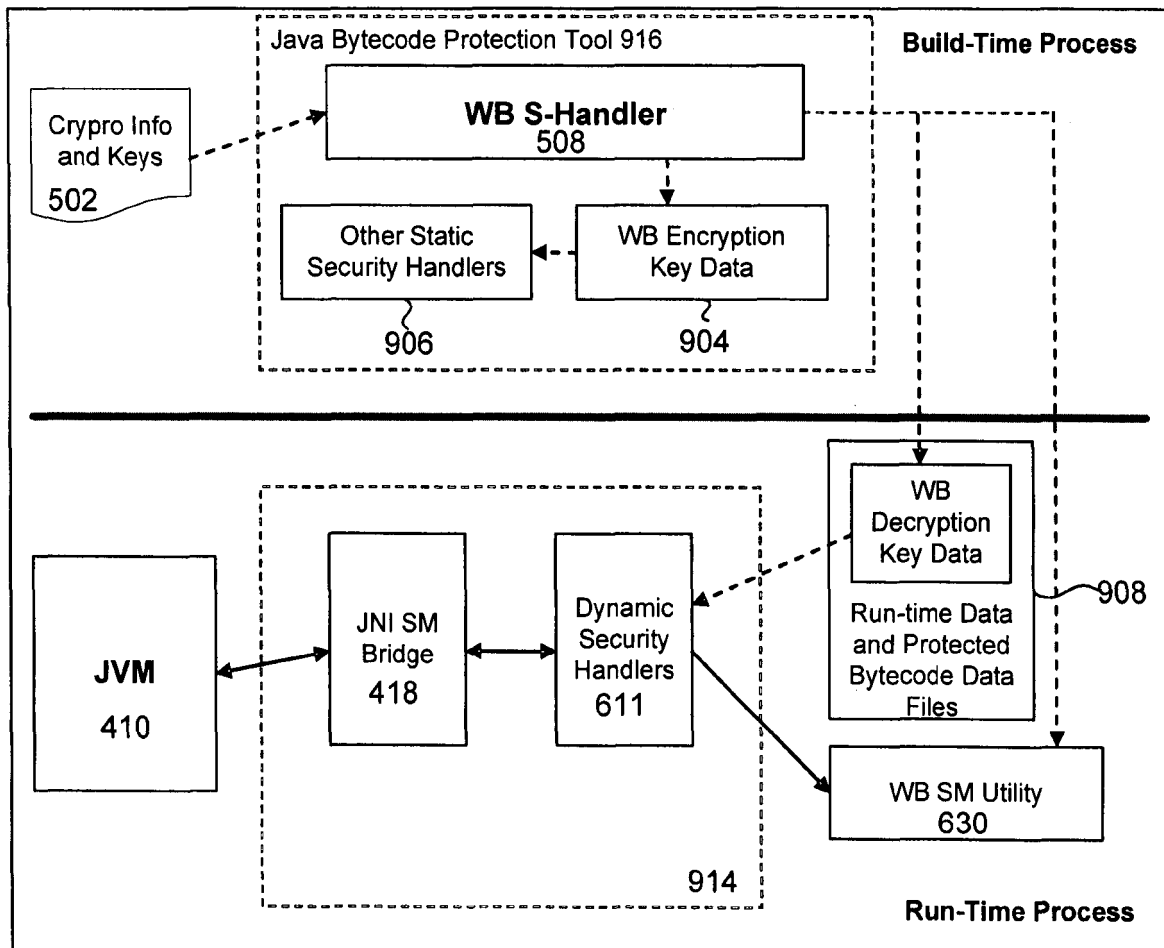 Java Bytecode Protection Tool 916
Build-Time Process
Crypro Info
and Keys
502
WB S-Handler
508
Other Static
Security Handlers
WB Encryption
Key Data
906
904
WB
Decryption
Key Data
908
Run-time Data
and Protected
Bytecode Data
Files
JVM
410
JNI SM
Bridge
418
Dynamic
Security
Handlers
611
WB SM Utility
630
914
Run-Time Process